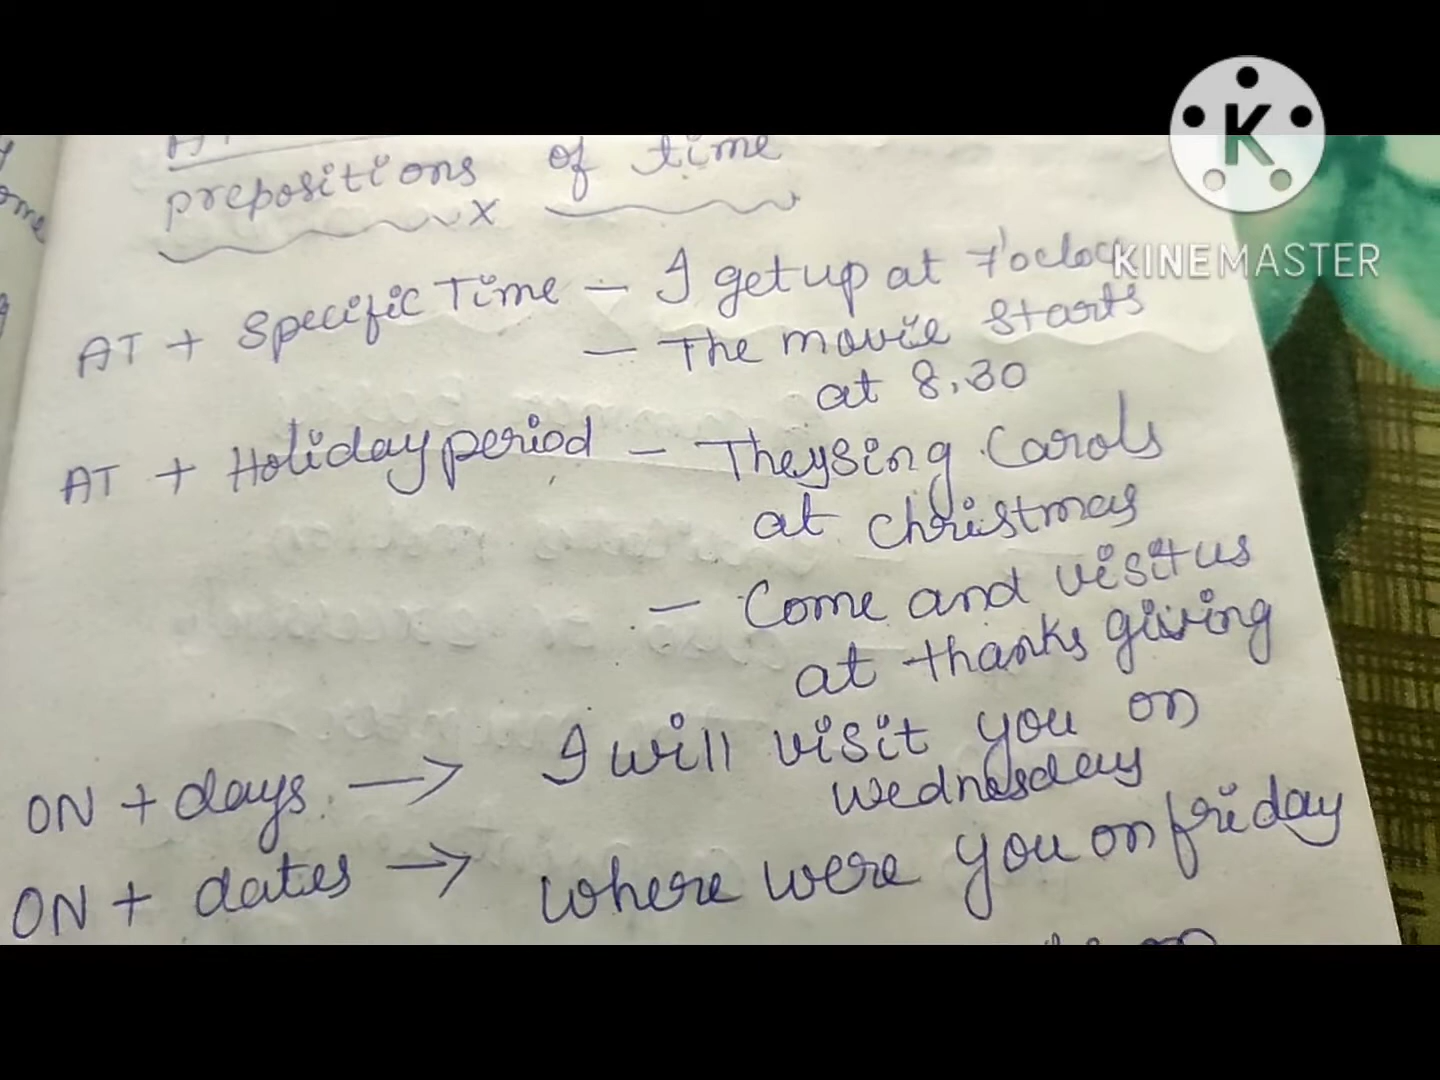 K
KINEMASTER
prepositions of time
AT + Specific Time – I get up at 7'oclock
– The movie starts
at 8.30
AT + Holiday period – They sing Carols
at christmas
– Come and visit us
at thanks giving
ON + days → I will visit you on
wednesday
ON + dates → where were you on friday
on